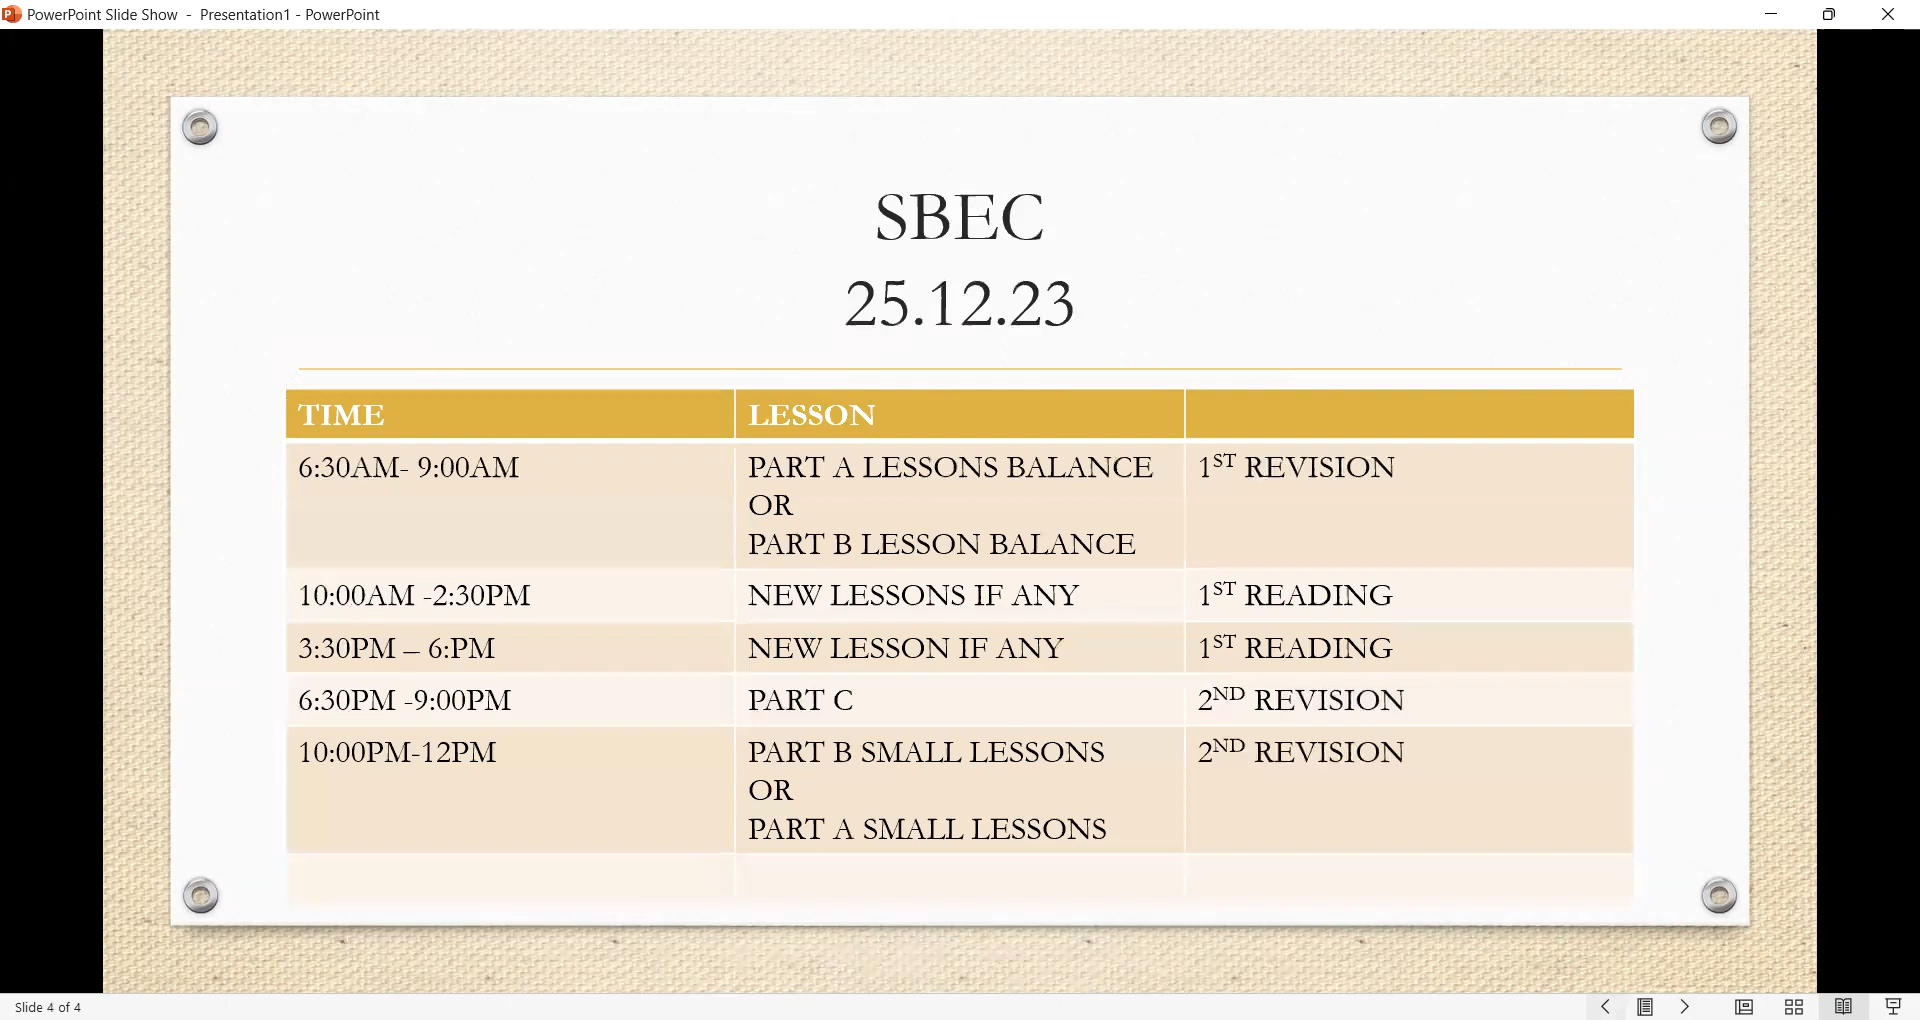 PowerPoint Slide Show - Presentation1 - PowerPoint
SBEC
25.12.23
TIME LESSON
6:30AM- 9:00AM PART A LESSONS BALANCE 1ST REVISION
OR
PART B LESSON BALANCE
10:00AM -2:30PM NEW LESSONS IF ANY 1ST READING
3:30PM – 6:PM NEW LESSON IF ANY 1ST READING
6:30PM -9:00PM PART C 2ND REVISION
10:00PM-12PM PART B SMALL LESSONS 2ND REVISION
OR
PART A SMALL LESSONS
Slide 4 of 4